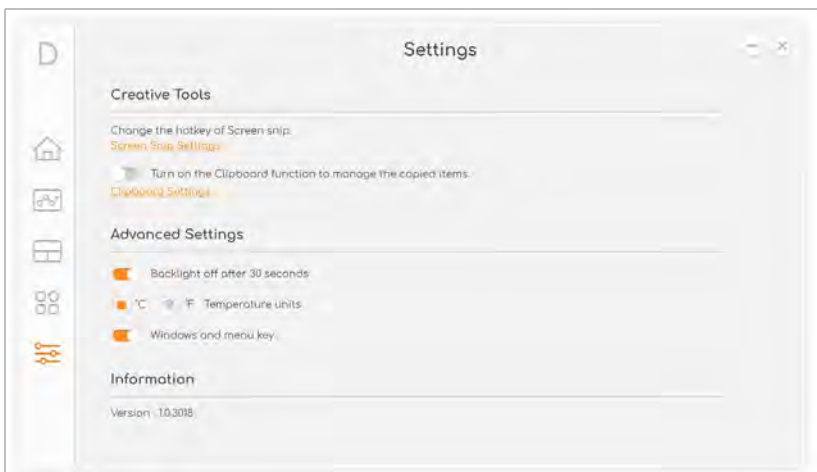 D
Settings
Creative Tools
Change the hotkey of Screen snip.
Screen Snip Settings
Turn on the Clipboard function to manage the copied items.
Clipboard Settings
Advanced Settings
Backlight off after 30 seconds
°C °F Temperature units
Windows and menu key
Information
Version 1.0.3018